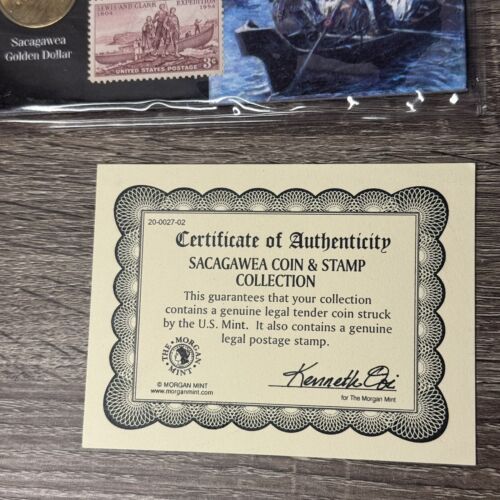 LEWIS AND CLARK EXPEDITION
1804 1954
UNITED STATES POSTAGE 3¢
Sacagawea
Golden Dollar
20-0027-02
Certificate of Authenticity
SACAGAWEA COIN & STAMP
COLLECTION
This guarantees that your collection
contains a genuine legal tender coin struck
by the U.S. Mint. It also contains a genuine
legal postage stamp.
THE • MORGAN • MINT •
© MORGAN MINT
www.morganmint.com
Kenneth
for The Morgan Mint